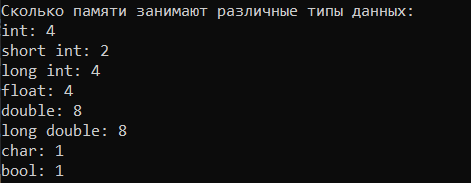 Сколько памяти занимают различные типы данных:
int: 4
short int: 2
long int: 4
float: 4
double: 8
long double: 8
char: 1
bool: 1